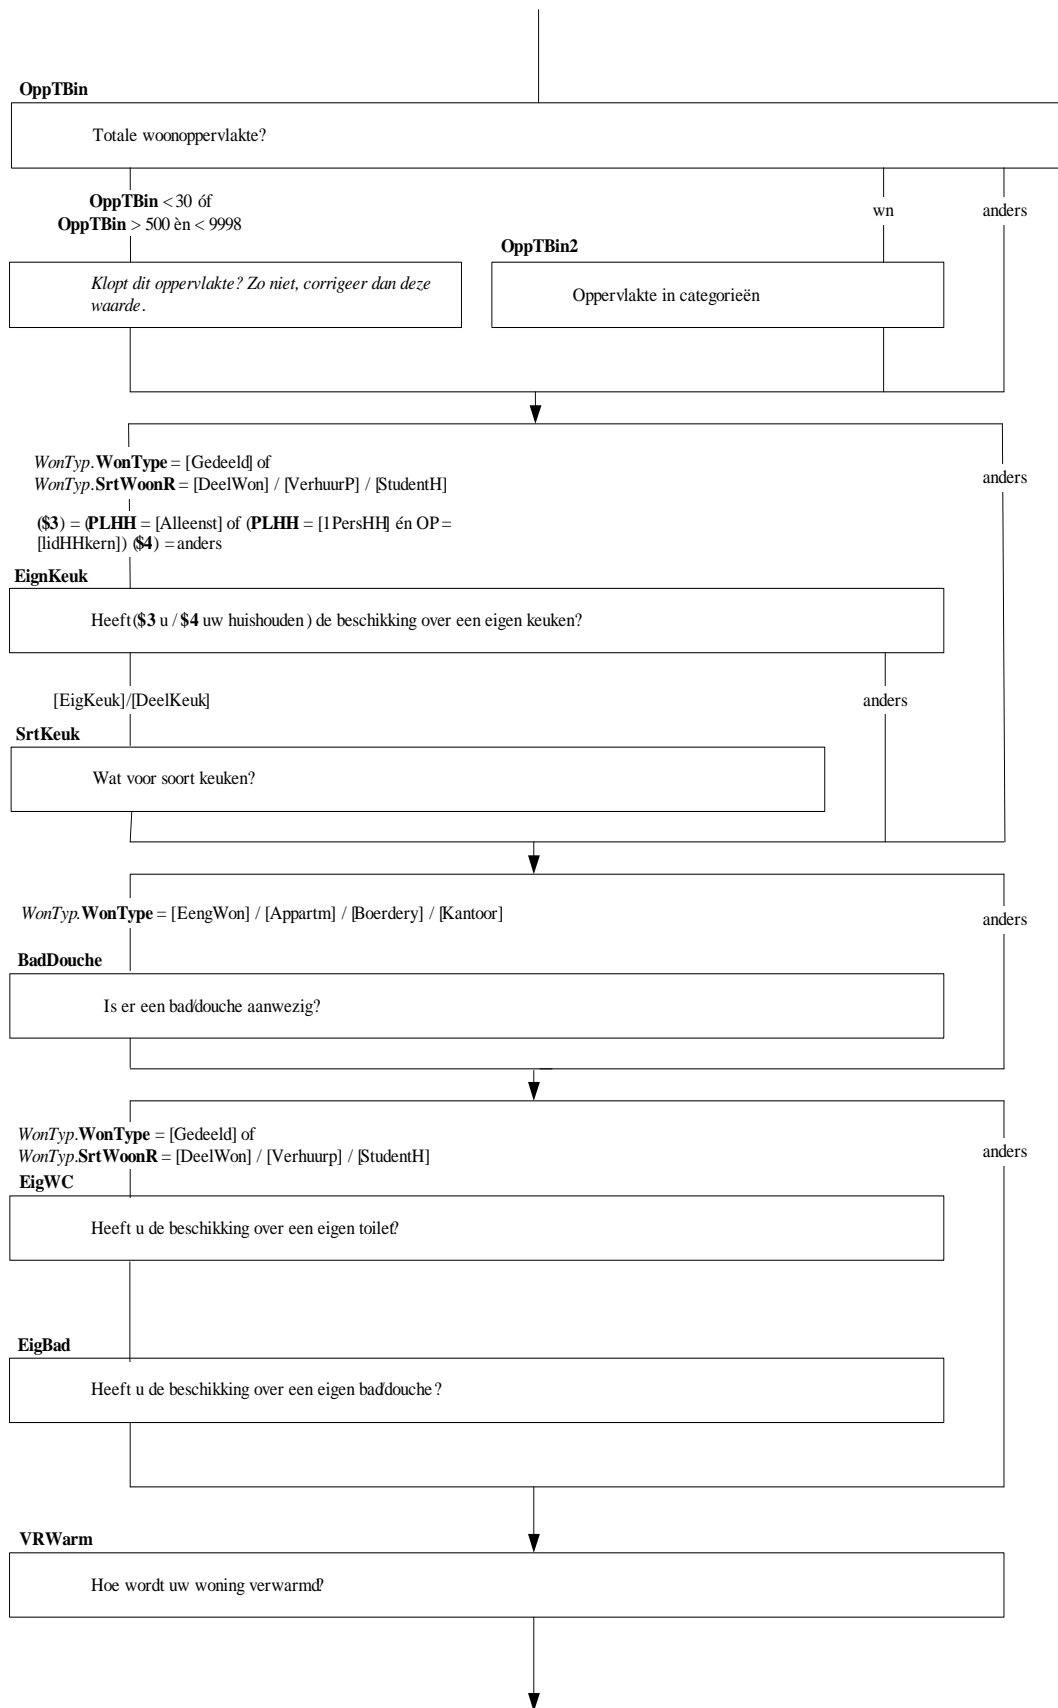 OppTBin
Totale woonoppervlakte?
OppTBin < 30 óf
OppTBin > 500 èn < 9998
wn
anders
OppTBin2
Klopt dit oppervlakte? Zo niet, corrigeer dan deze
waarde.
Oppervlakte in categorieën
WonTyp.WonType = [Gedeeld] of
WonTyp.SrtWoonR = [DeelWon] / [VerhuurP] / [StudentH]
anders
($3) = (PLHH = [Alleenst] of (PLHH = [1PersHH] én OP =
[lidHHkern]) ($4) = anders
EignKeuk
Heeft ($3 u / $4 uw huishouden ) de beschikking over een eigen keuken?
[EigKeuk]/[DeelKeuk]
anders
SrtKeuk
Wat voor soort keuken?
WonTyp.WonType = [EengWon] / [Appartm] / [Boerdery] / [Kantoor]
anders
BadDouche
Is er een bad/douche aanwezig?
WonTyp.WonType = [Gedeeld] of
WonTyp.SrtWoonR = [DeelWon] / [Verhuurp] / [StudentH]
anders
EigWC
Heeft u de beschikking over een eigen toilet?
EigBad
Heeft u de beschikking over een eigen bad/douche?
VRWarm
Hoe wordt uw woning verwarmd?